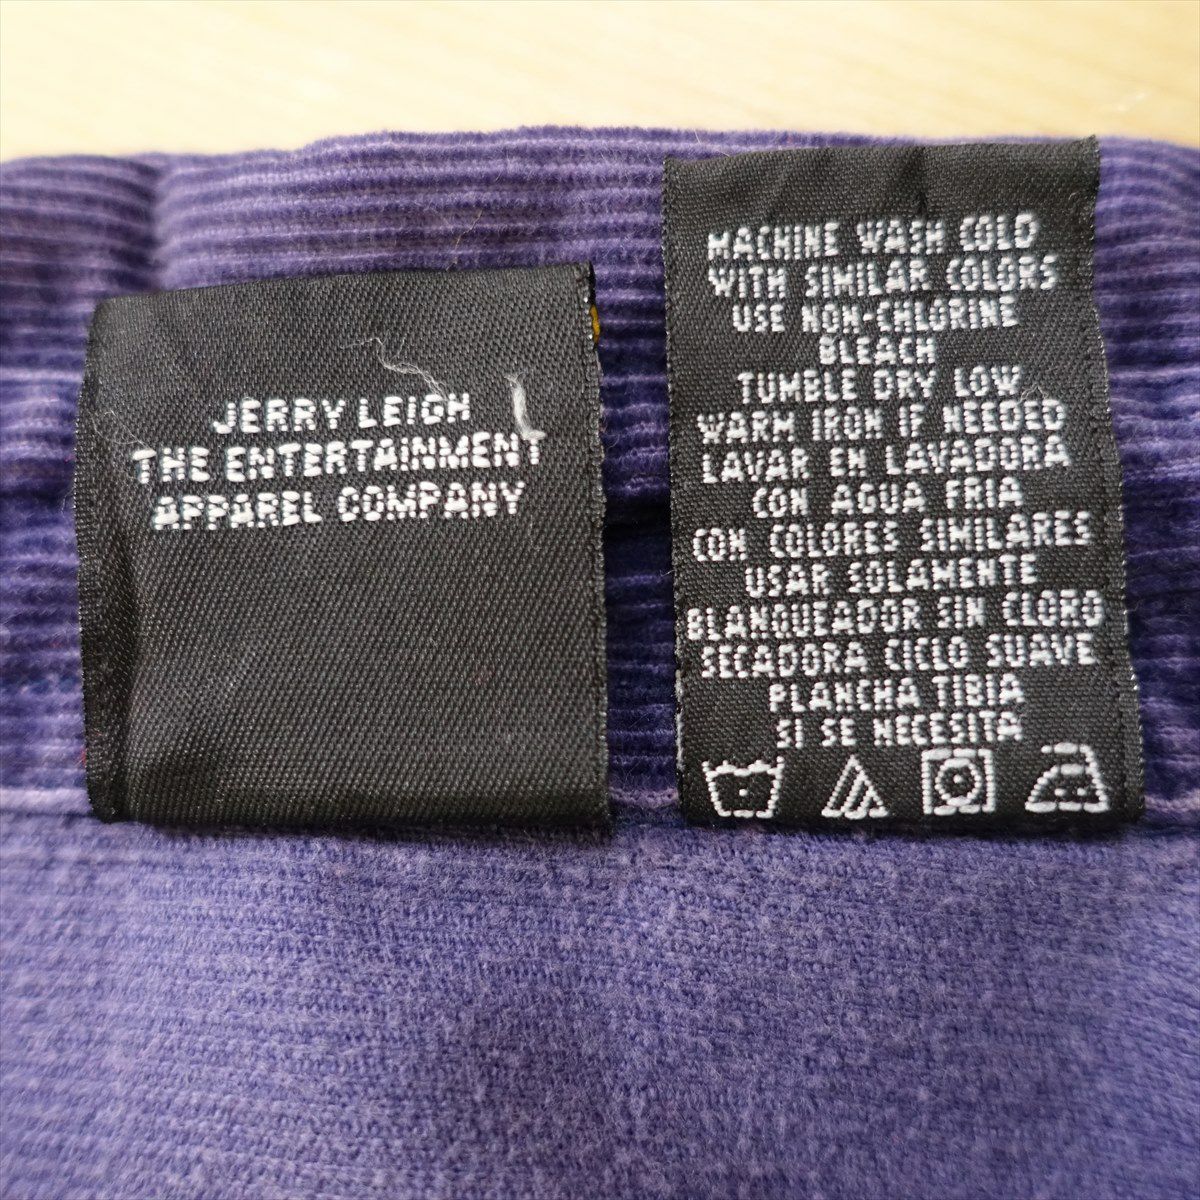 JERRY LEIGH
THE ENTERTAINMENT
APPAREL COMPANY
MACHINE WASH COLD
WITH SIMILAR COLORS
USE NON-CHLORINE
BLEACH
TUMBLE DRY LOW
WARM IRON IF NEEDED
LAVAR EN LAVADORA
CON AGUA FRIA
CON COLORES SIMILARES
USAR SOLAMENTE
BLANQUEADOR SIN CLORO
SECADORA CICLO SUAVE
PLANCHA TIBIA
SI SE NECESITA